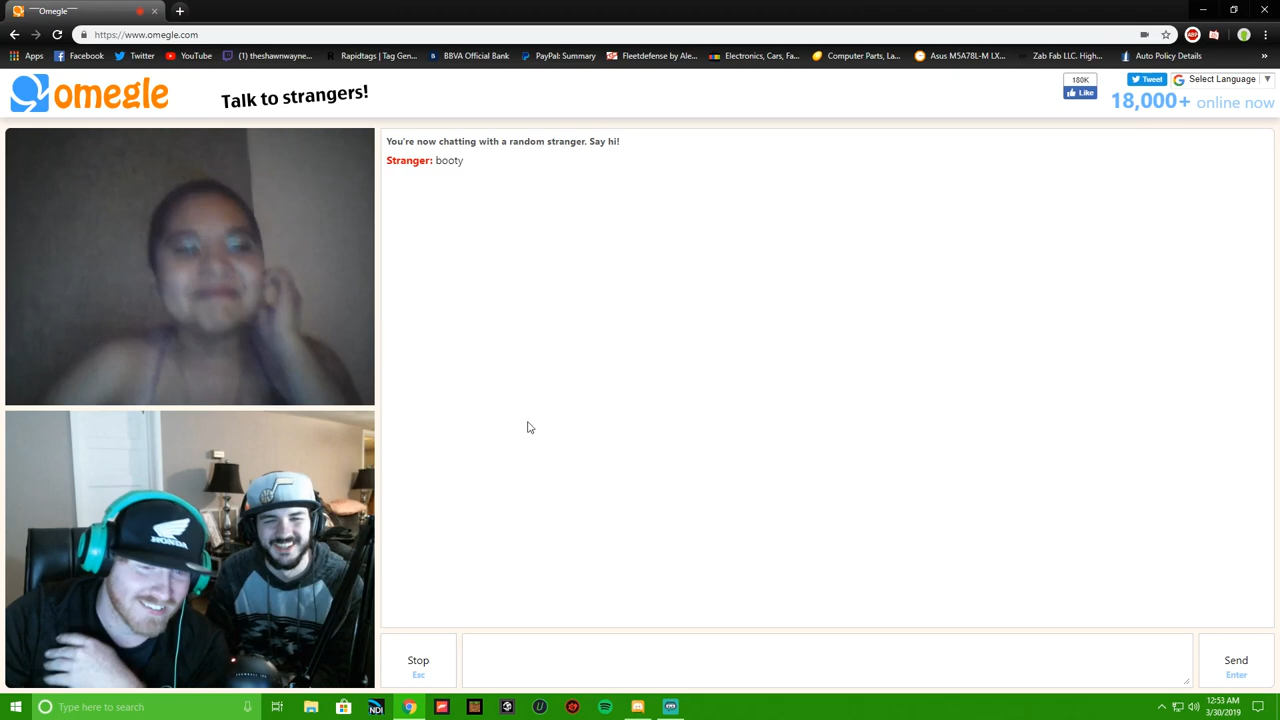 Omegle
https://www.omegle.com
Apps Facebook Twitter YouTube (1) theshawnwayne... Rapidtags | Tag Gen... BBVA Official Bank PayPal: Summary Fleetdefense by Ale... Electronics, Cars, Fa... Computer Parts, La... Asus M5A78L-M LX... Zab Fab LLC. High... Auto Policy Details »
omegle Talk to strangers!
180K
Like
Tweet
Select Language ▼
18,000+ online now
You're now chatting with a random stranger. Say hi!
Stranger: booty
HONDA
Stop
Esc
Send
Enter
Type here to search
NDI
12:53 AM
3/30/2019